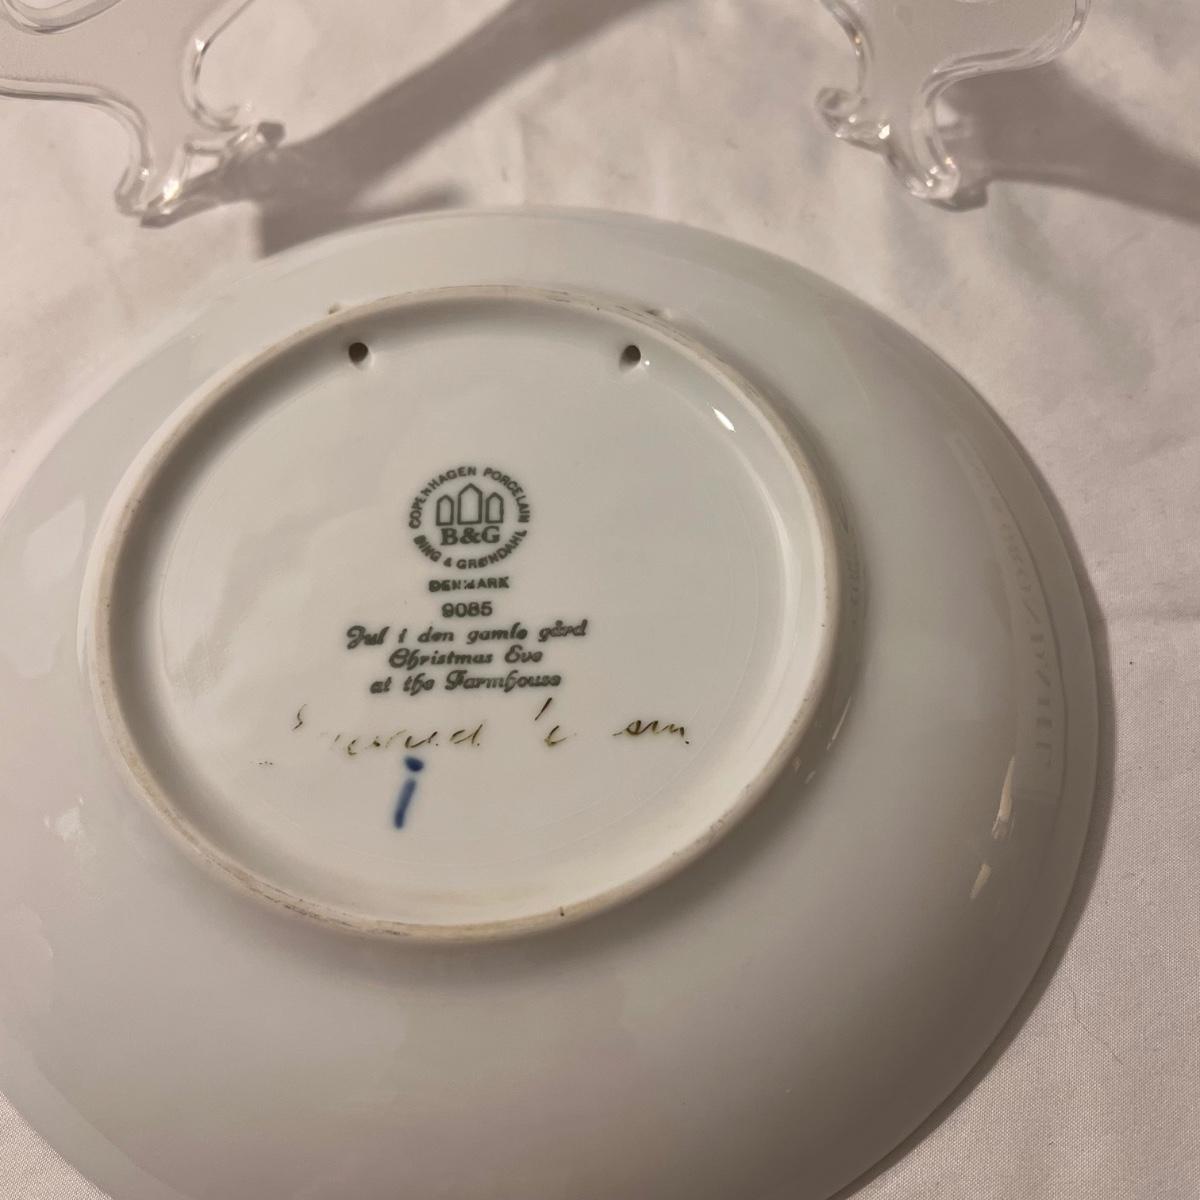 COPENHAGEN PORCELAIN
B&G
BING & GRØNDAHL
DENMARK
9085
Jul i den gamle gård
Christmas Eve
at the Farmhouse